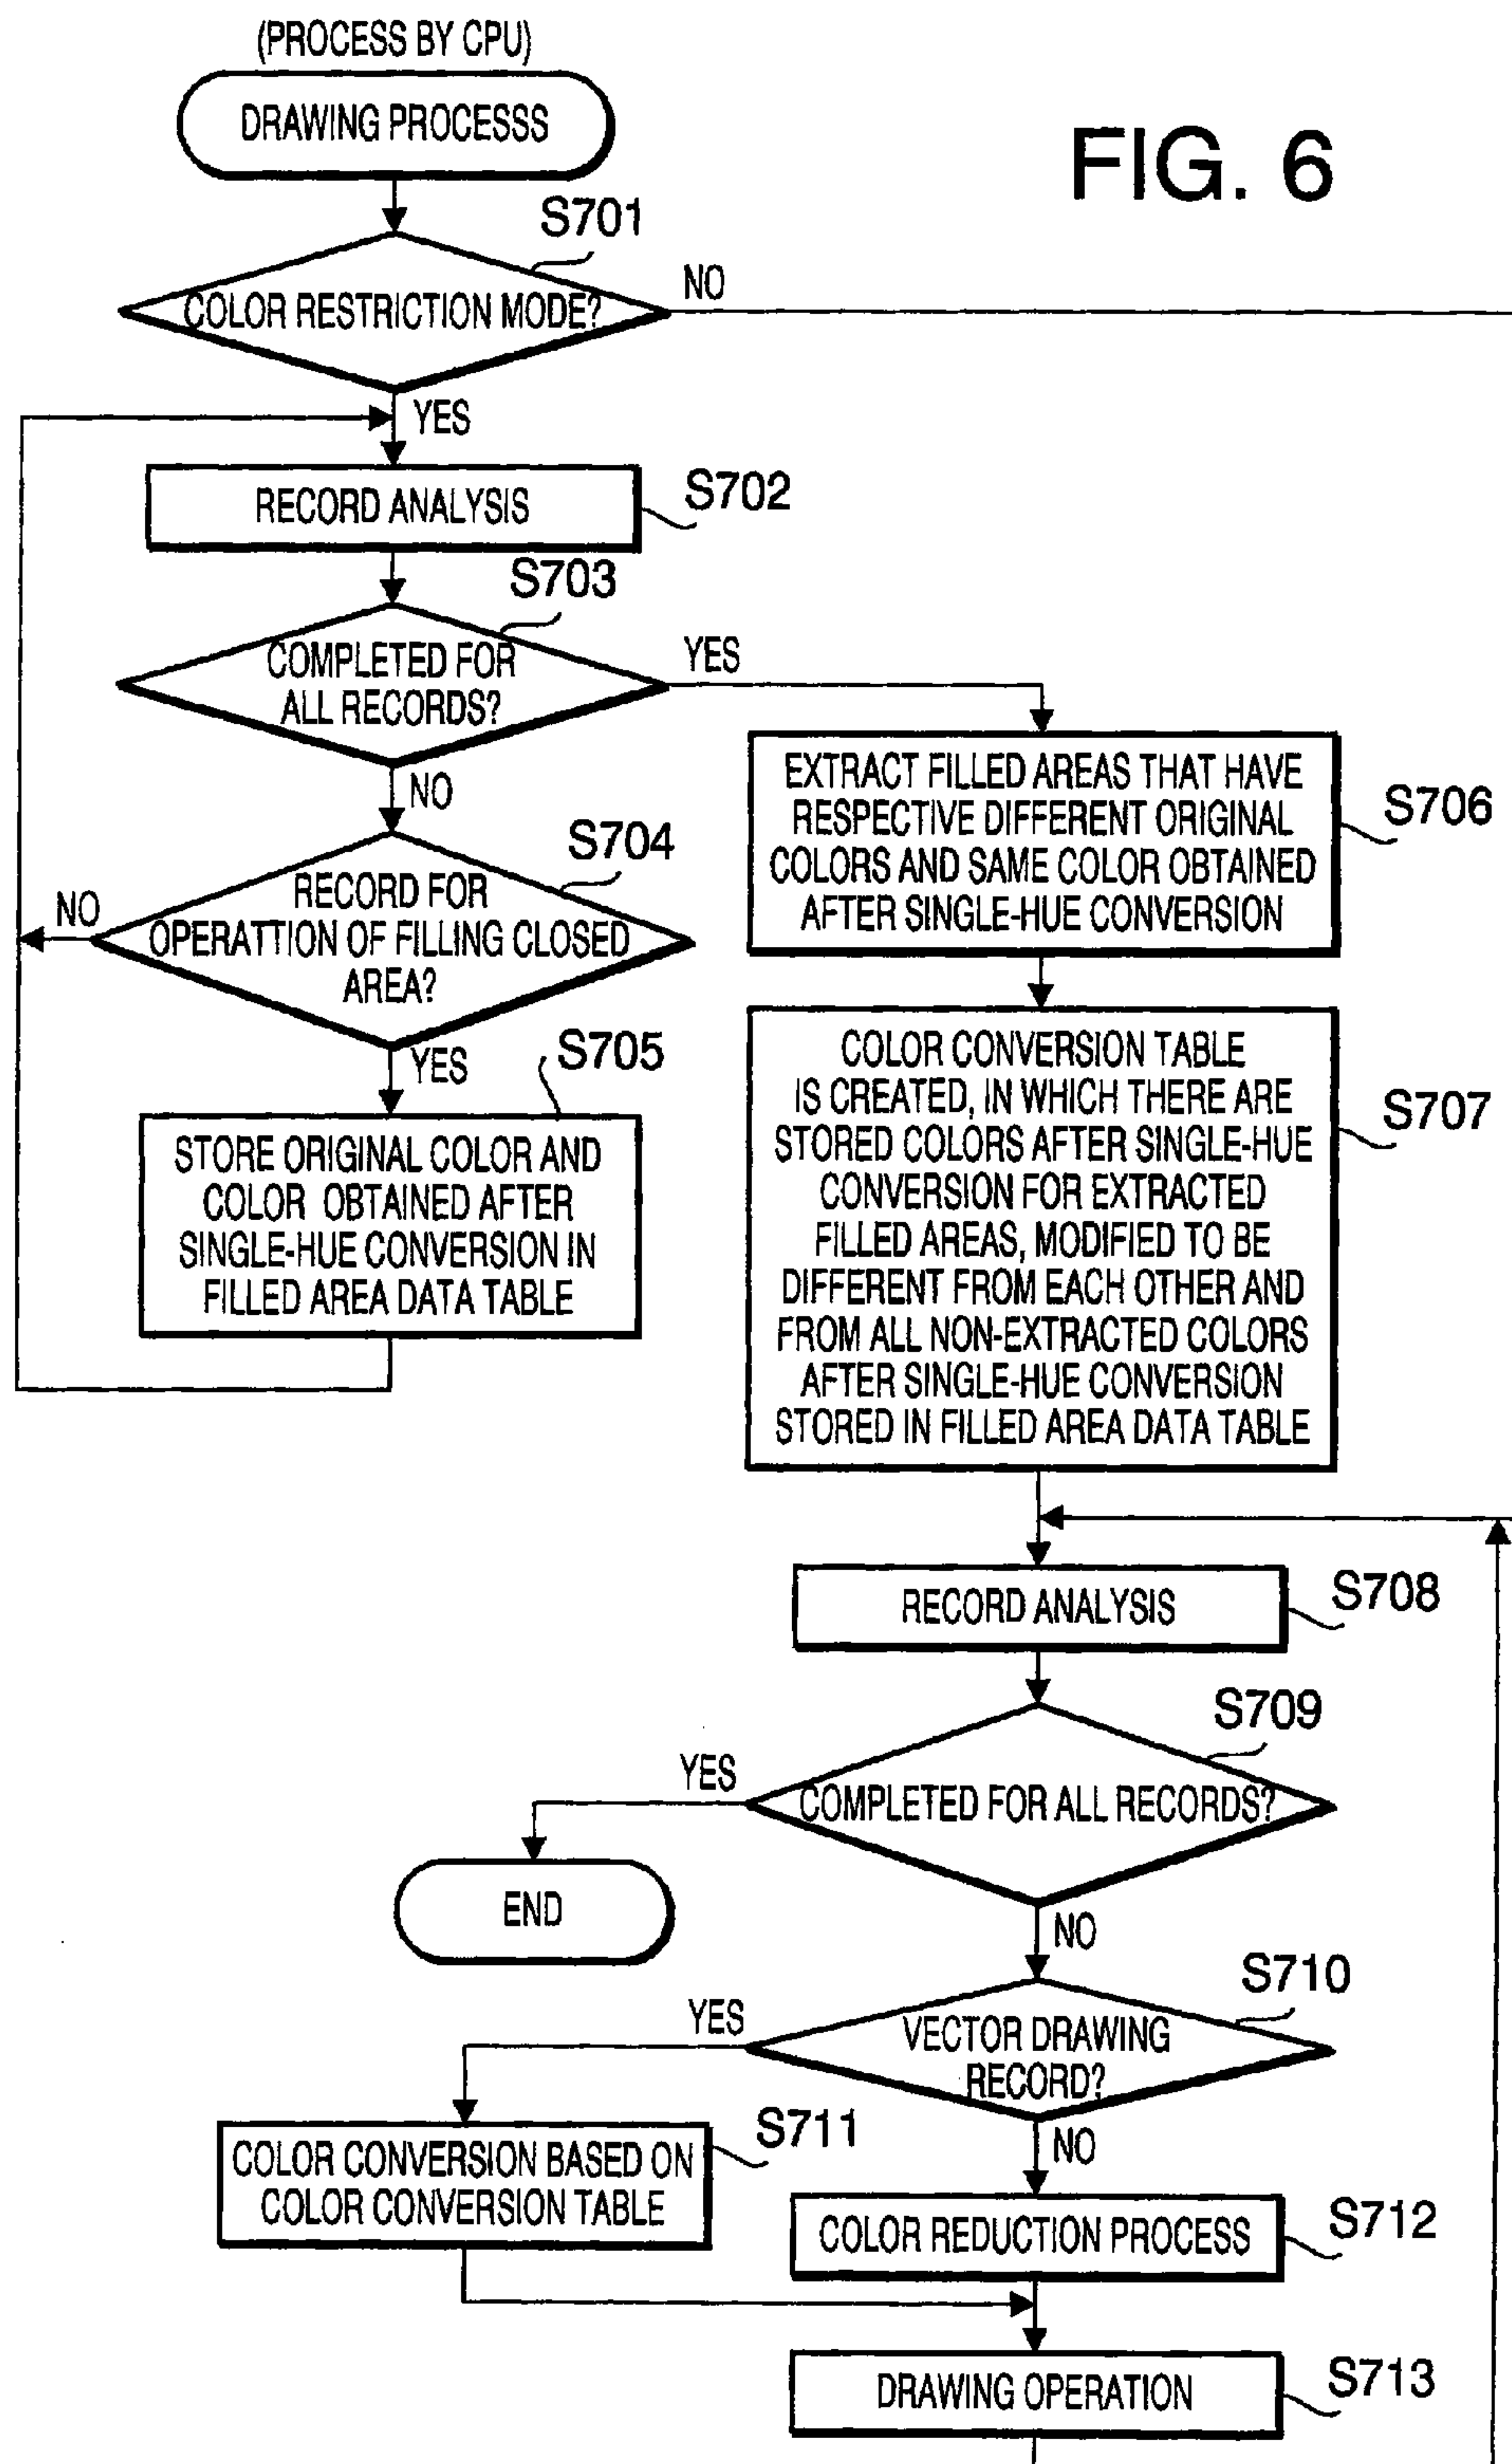 (PROCESS BY CPU)
DRAWING PROCESSS
FIG. 6
S701
COLOR RESTRICTION MODE?
NO
YES
RECORD ANALYSIS
S702
S703
COMPLETED FOR
ALL RECORDS?
YES
NO
S704
RECORD FOR
OPERATTION OF FILLING CLOSED
AREA?
NO
YES
S705
STORE ORIGINAL COLOR AND
COLOR OBTAINED AFTER
SINGLE-HUE CONVERSION IN
FILLED AREA DATA TABLE
EXTRACT FILLED AREAS THAT HAVE
RESPECTIVE DIFFERENT ORIGINAL
COLORS AND SAME COLOR OBTAINED
AFTER SINGLE-HUE CONVERSION
S706
COLOR CONVERSION TABLE
IS CREATED, IN WHICH THERE ARE
STORED COLORS AFTER SINGLE-HUE
CONVERSION FOR EXTRACTED
FILLED AREAS, MODIFIED TO BE
DIFFERENT FROM EACH OTHER AND
FROM ALL NON-EXTRACTED COLORS
AFTER SINGLE-HUE CONVERSION
STORED IN FILLED AREA DATA TABLE
S707
RECORD ANALYSIS
S708
S709
COMPLETED FOR ALL RECORDS?
YES
END
NO
S710
VECTOR DRAWING
RECORD?
YES
S711
COLOR CONVERSION BASED ON
COLOR CONVERSION TABLE
NO
COLOR REDUCTION PROCESS
S712
DRAWING OPERATION
S713